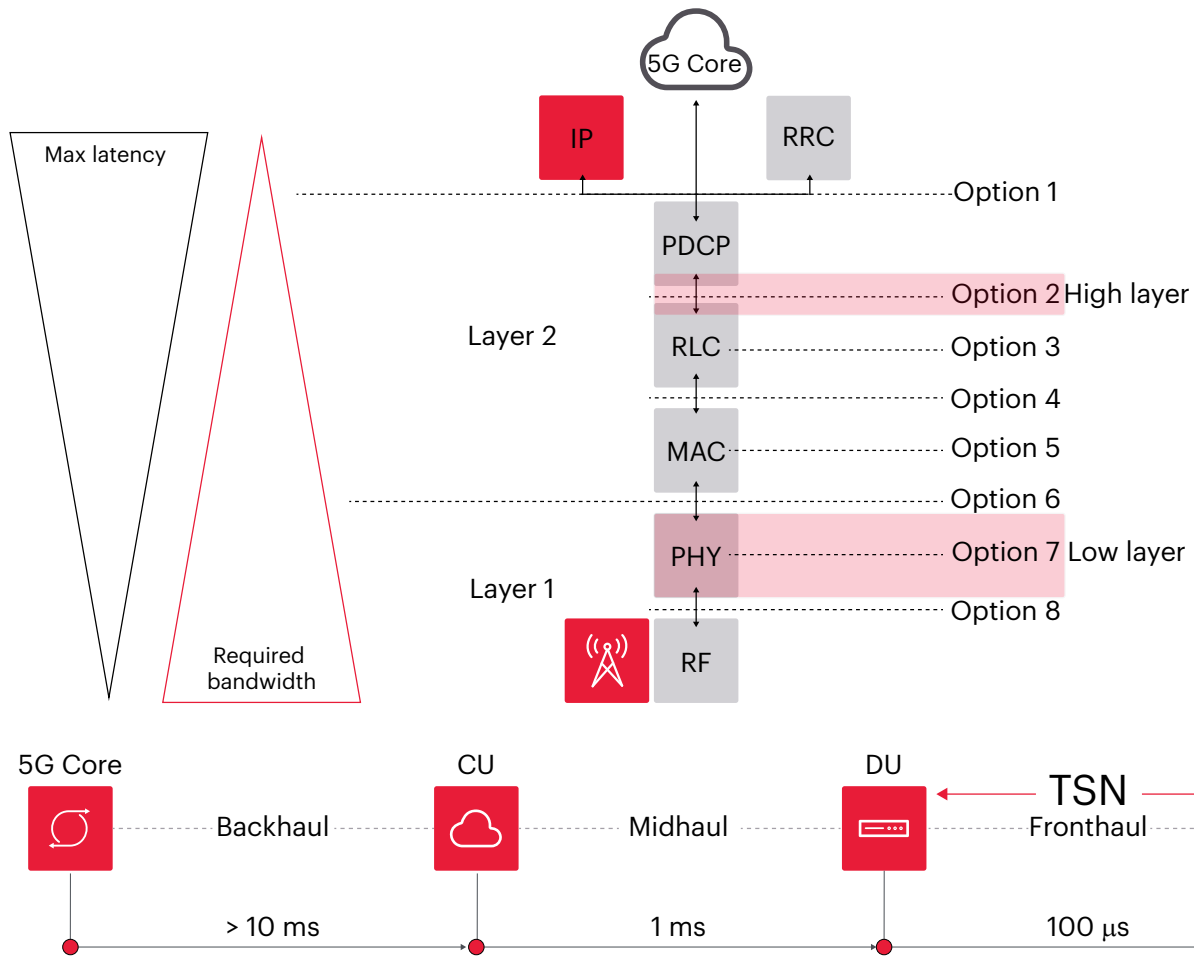 5G Core
IP
RRC
Max latency
Option 1
PDCP
Option 2 High layer
Layer 2
RLC
Option 3
Option 4
MAC
Option 5
Option 6
PHY
Option 7 Low layer
Layer 1
Option 8
Required
bandwidth
RF
5G Core
CU
DU
TSN
Backhaul
Midhaul
Fronthaul
> 10 ms
1 ms
100 μs